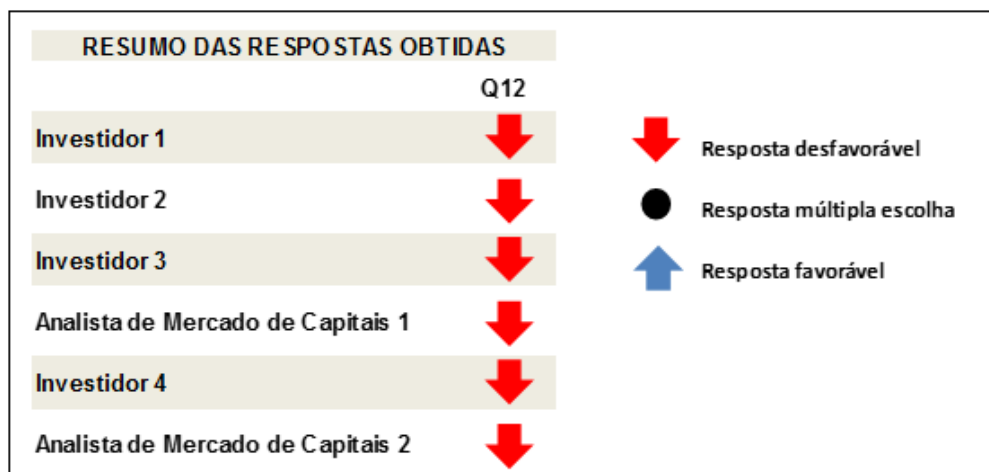 RESUMO DAS RESPOSTAS OBTIDAS
Q12
Investidor 1
Investidor 2
Investidor 3
Analista de Mercado de Capitais 1
Investidor 4
Analista de Mercado de Capitais 2
Resposta desfavorável
Resposta múltipla escolha
Resposta favorável